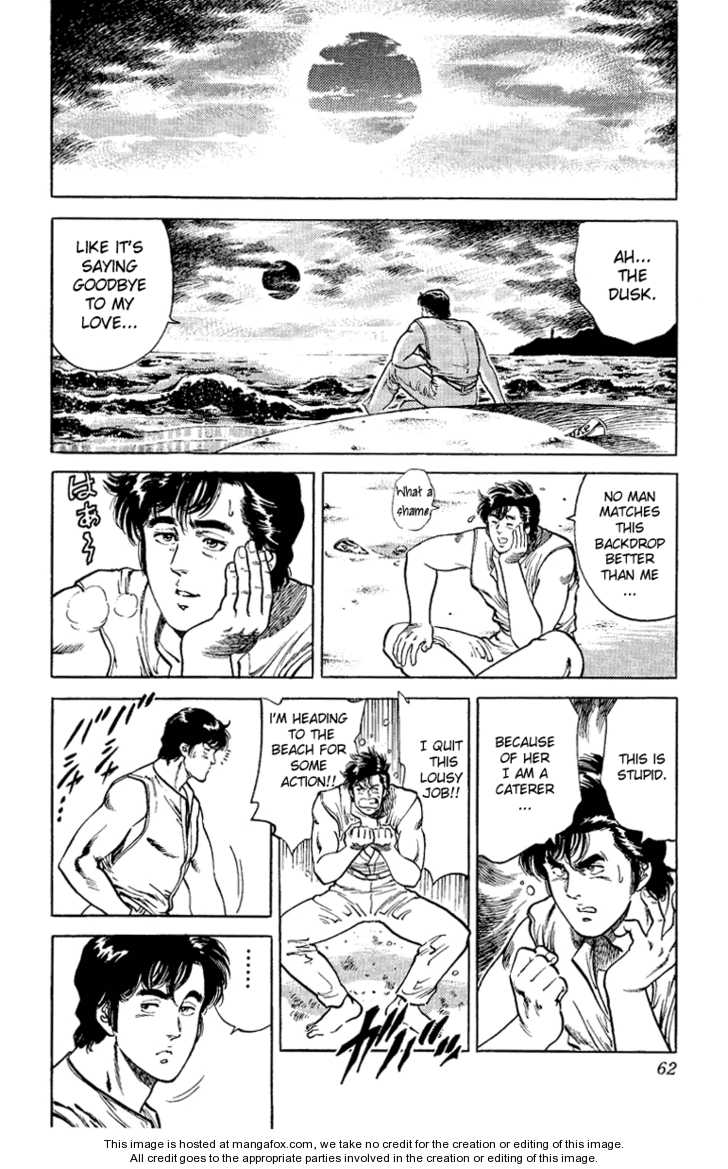 AH...
THE
DUSK.
LIKE IT'S
SAYING
GOODBYE
TO MY
LOVE...
NO MAN
MATCHES
THIS
BACKDROP
BETTER
THAN ME
...
What a
shame
はぁ～
THIS IS
STUPID.
BECAUSE
OF HER
I AM A
CATERER
...
I QUIT
THIS
LOUSY
JOB!!
I'M HEADING
TO THE
BEACH FOR
SOME
ACTION!!
ガバッ
......
62
This image is hosted at mangafox.com, we take no credit for the creation or editing of this image.
All credit goes to the appropriate parties involved in the creation or editing of this image.